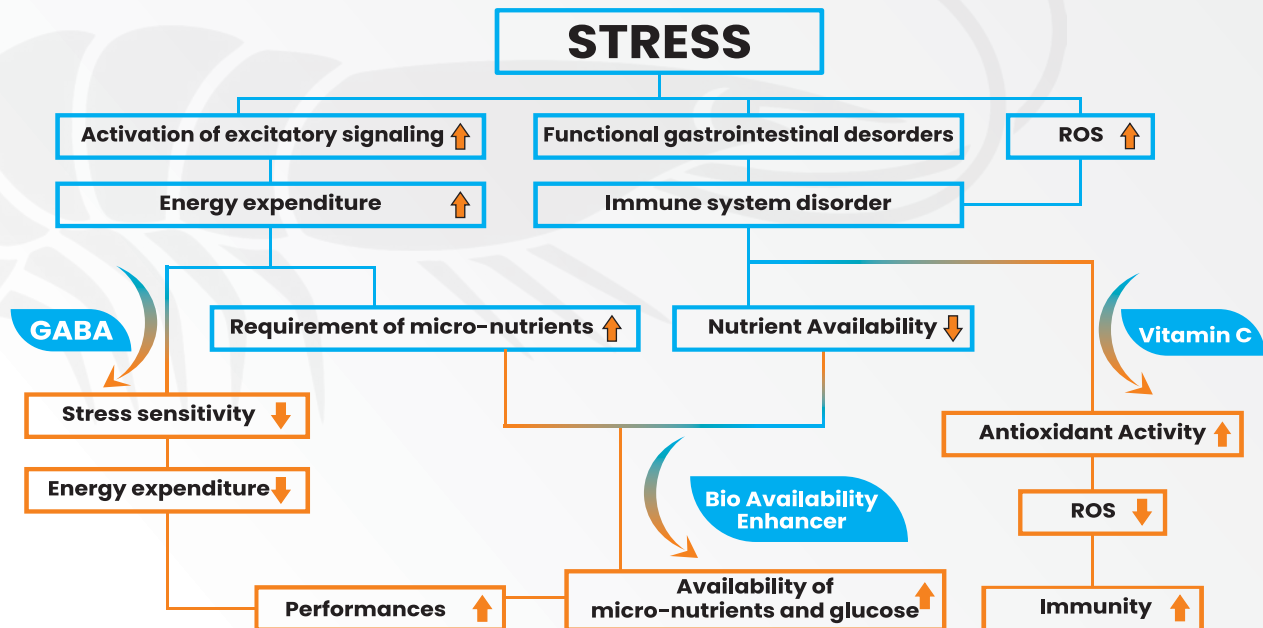 STRESS
Activation of excitatory signaling
Functional gastrointestinal desorders
ROS
Energy expenditure
Immune system disorder
GABA
Requirement of micro-nutrients
Nutrient Availability
Vitamin C
Stress sensitivity
Antioxidant Activity
Energy expenditure
Bio Availability
Enhancer
ROS
Performances
Availability of
micro-nutrients and glucose
Immunity